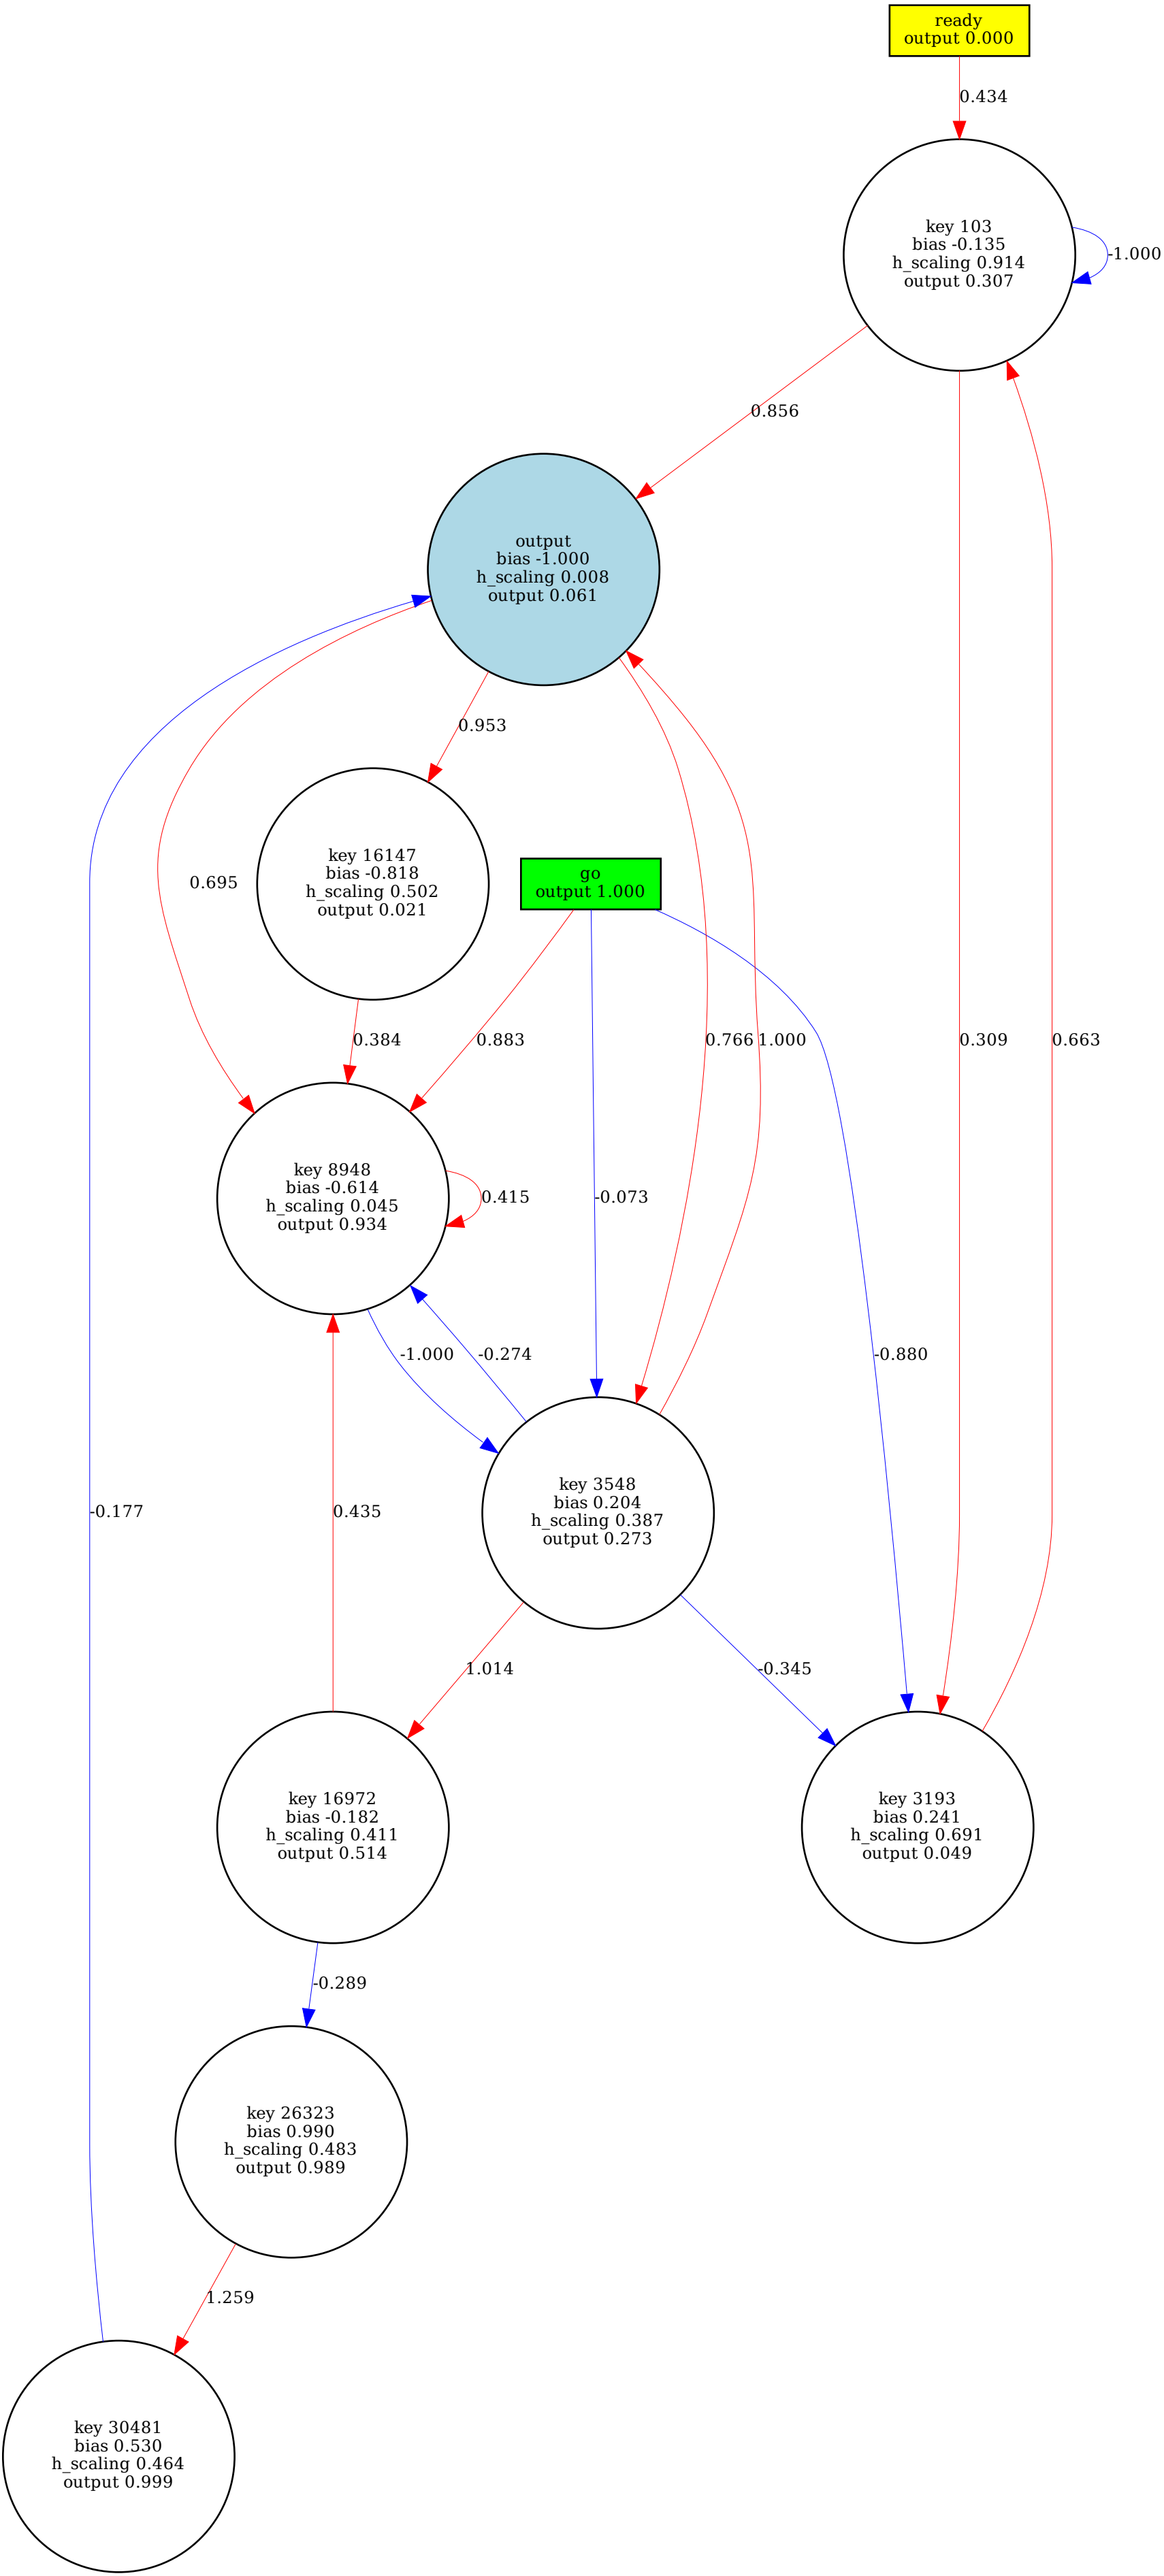 ready
output 0.000
0.434
key 103
bias -0.135
h_scaling 0.914
output 0.307
-1.000
0.856
output
bias -1.000
h_scaling 0.008
output 0.061
0.953
key 16147
bias -0.818
h_scaling 0.502
output 0.021
go
output 1.000
0.695
0.384
0.883
0.766
1.000
0.309
0.663
key 8948
bias -0.614
h_scaling 0.045
output 0.934
0.415
-0.073
-1.000
-0.274
-0.880
key 3548
bias 0.204
h_scaling 0.387
output 0.273
-0.177
0.435
1.014
-0.345
key 16972
bias -0.182
h_scaling 0.411
output 0.514
key 3193
bias 0.241
h_scaling 0.691
output 0.049
-0.289
key 26323
bias 0.990
h_scaling 0.483
output 0.989
1.259
key 30481
bias 0.530
h_scaling 0.464
output 0.999